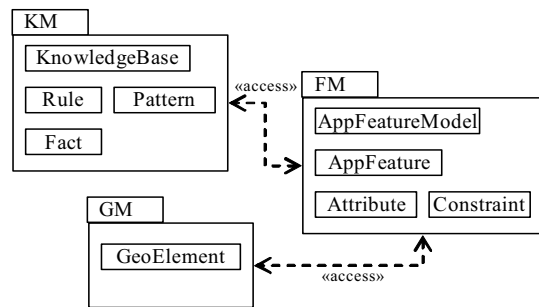 KM
KnowledgeBase
Rule
Pattern
Fact
«access»
FM
AppFeatureModel
AppFeature
Attribute
Constraint
GM
GeoElement
«access»